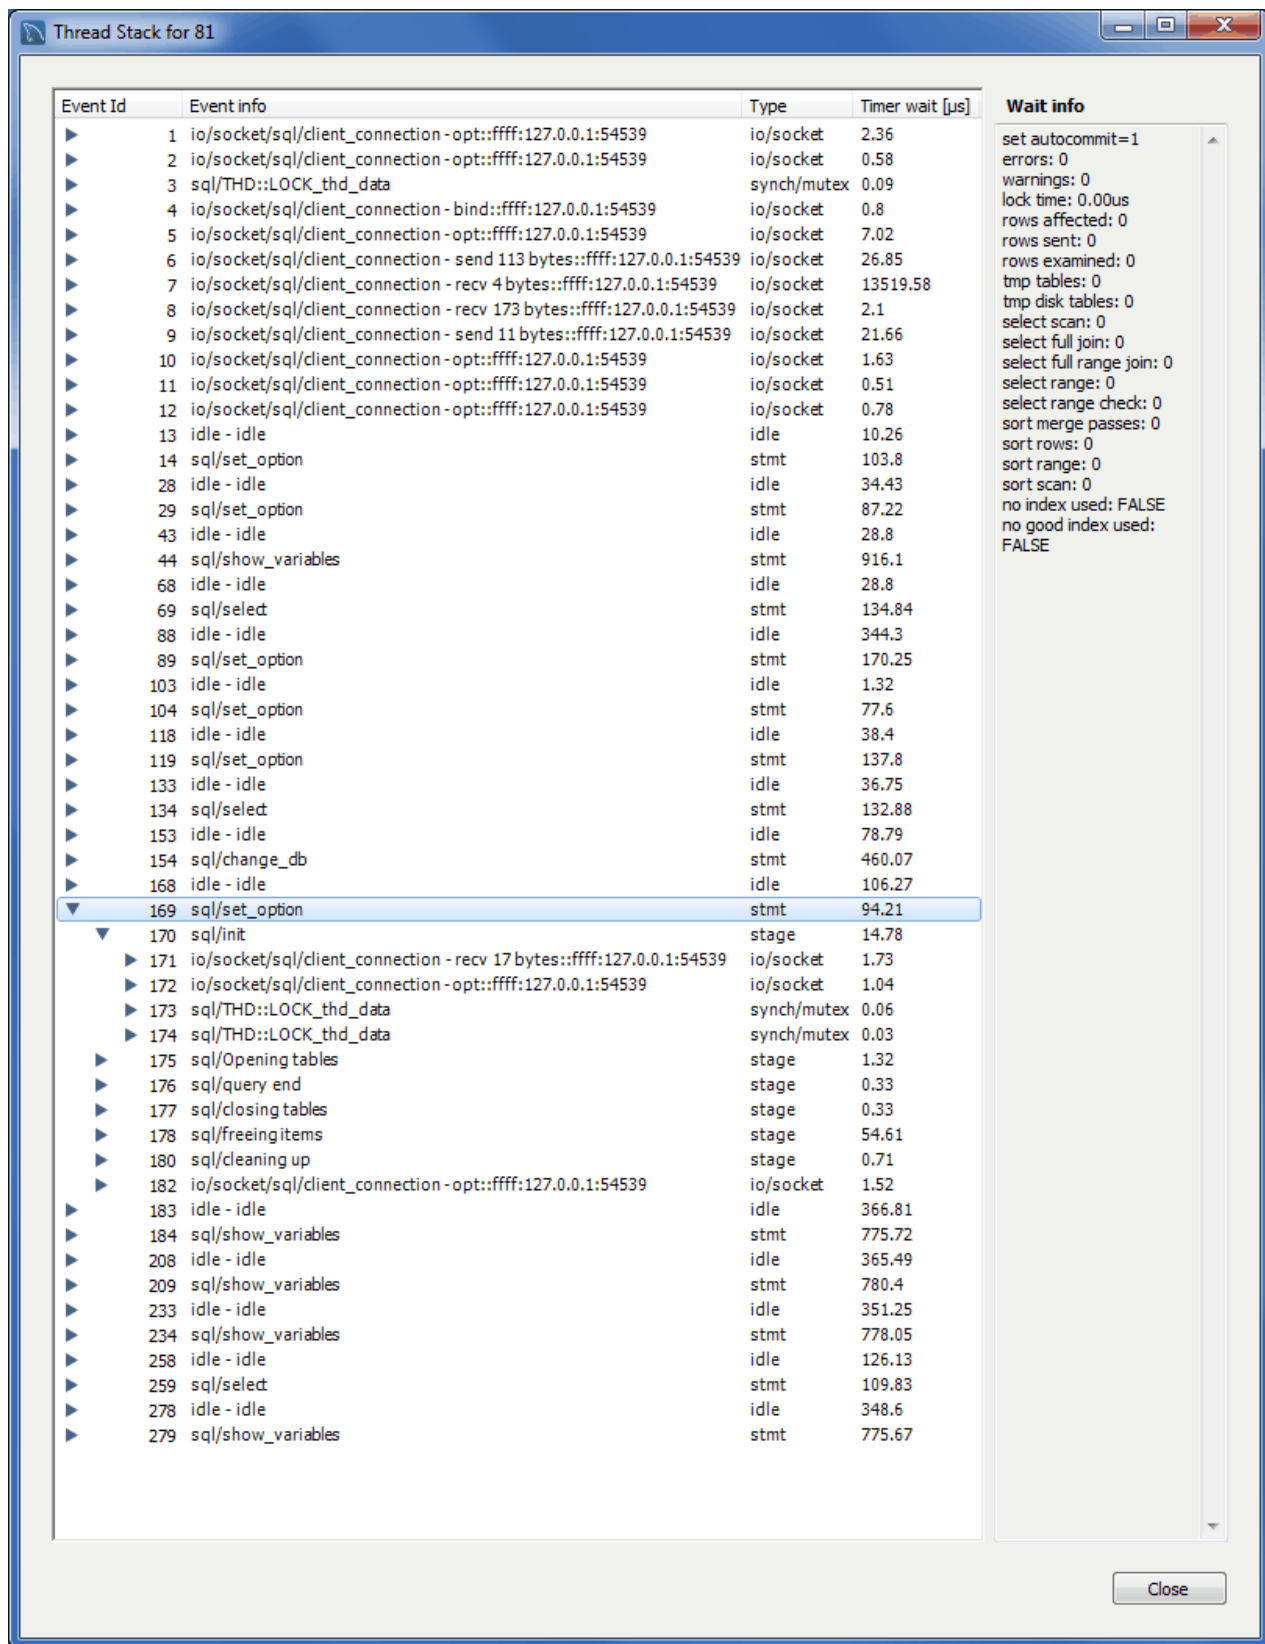 Thread Stack for 81
Event Id Event info Type Timer wait [µs] Wait info
1 io/socket/sql/client_connection - opt::ffff:127.0.0.1:54539 io/socket 2.36
2 io/socket/sql/client_connection - opt::ffff:127.0.0.1:54539 io/socket 0.58
3 sql/THD::LOCK_thd_data synch/mutex 0.09
4 io/socket/sql/client_connection - bind::ffff:127.0.0.1:54539 io/socket 0.8
5 io/socket/sql/client_connection - opt::ffff:127.0.0.1:54539 io/socket 7.02
6 io/socket/sql/client_connection - send 113 bytes::ffff:127.0.0.1:54539 io/socket 26.85
7 io/socket/sql/client_connection - recv 4 bytes::ffff:127.0.0.1:54539 io/socket 13519.58
8 io/socket/sql/client_connection - recv 173 bytes::ffff:127.0.0.1:54539 io/socket 2.1
9 io/socket/sql/client_connection - send 11 bytes::ffff:127.0.0.1:54539 io/socket 21.66
10 io/socket/sql/client_connection - opt::ffff:127.0.0.1:54539 io/socket 1.63
11 io/socket/sql/client_connection - opt::ffff:127.0.0.1:54539 io/socket 0.51
12 io/socket/sql/client_connection - opt::ffff:127.0.0.1:54539 io/socket 0.78
13 idle - idle idle 10.26
14 sql/set_option stmt 103.8
28 idle - idle idle 34.43
29 sql/set_option stmt 87.22
43 idle - idle idle 28.8
44 sql/show_variables stmt 916.1
68 idle - idle idle 28.8
69 sql/select stmt 134.84
88 idle - idle idle 344.3
89 sql/set_option stmt 170.25
103 idle - idle idle 1.32
104 sql/set_option stmt 77.6
118 idle - idle idle 38.4
119 sql/set_option stmt 137.8
133 idle - idle idle 36.75
134 sql/select stmt 132.88
153 idle - idle idle 78.79
154 sql/change_db stmt 460.07
168 idle - idle idle 106.27
169 sql/set_option stmt 94.21
170 sql/init stage 14.78
171 io/socket/sql/client_connection - recv 17 bytes::ffff:127.0.0.1:54539 io/socket 1.73
172 io/socket/sql/client_connection - opt::ffff:127.0.0.1:54539 io/socket 1.04
173 sql/THD::LOCK_thd_data synch/mutex 0.06
174 sql/THD::LOCK_thd_data synch/mutex 0.03
175 sql/Opening tables stage 1.32
176 sql/query end stage 0.33
177 sql/closing tables stage 0.33
178 sql/freeing items stage 54.61
180 sql/cleaning up stage 0.71
182 io/socket/sql/client_connection - opt::ffff:127.0.0.1:54539 io/socket 1.52
183 idle - idle idle 366.81
184 sql/show_variables stmt 775.72
208 idle - idle idle 365.49
209 sql/show_variables stmt 780.4
233 idle - idle idle 351.25
234 sql/show_variables stmt 778.05
258 idle - idle idle 126.13
259 sql/select stmt 109.83
278 idle - idle idle 348.6
279 sql/show_variables stmt 775.67
set autocommit=1
errors: 0
warnings: 0
lock time: 0.00us
rows affected: 0
rows sent: 0
rows examined: 0
tmp tables: 0
tmp disk tables: 0
select scan: 0
select full join: 0
select full range join: 0
select range: 0
select range check: 0
sort merge passes: 0
sort rows: 0
sort range: 0
sort scan: 0
no index used: FALSE
no good index used:
FALSE
Close